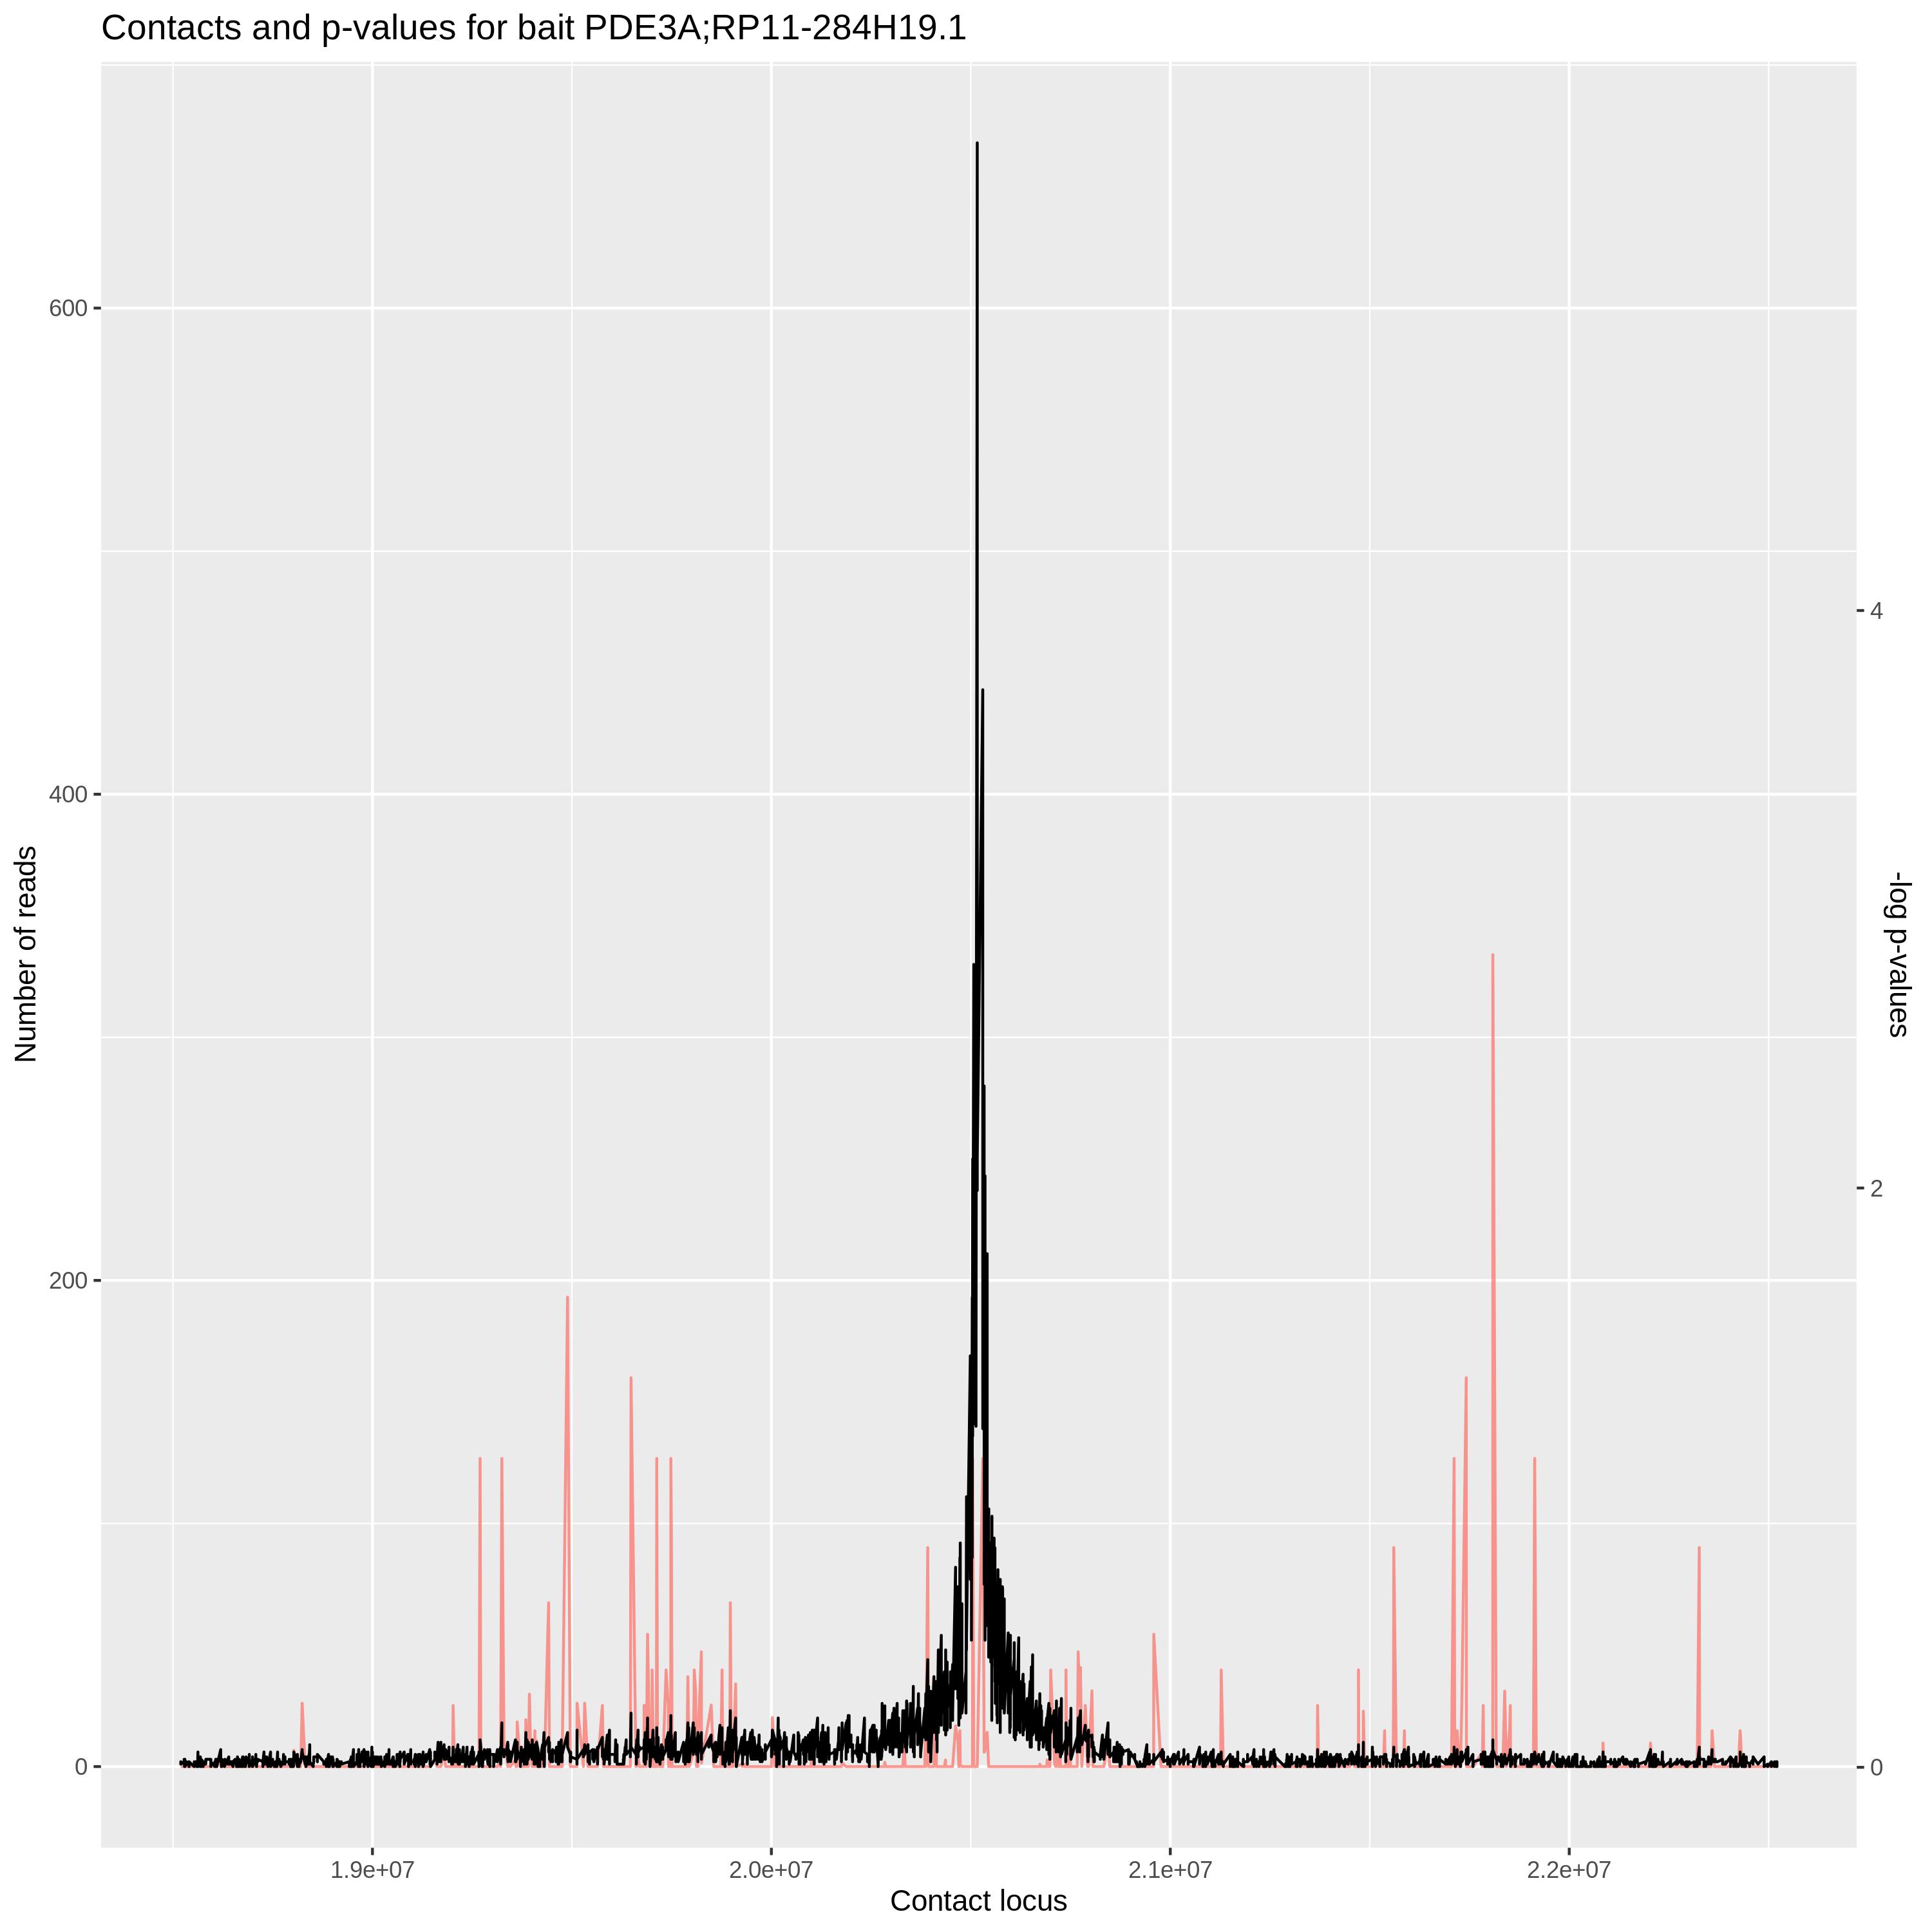 Contacts and p-values for bait PDE3A;RP11-284H19.1
600
400
200
0
Number of reads
4
2
0
-log p-values
1.9e+07
2.0e+07
2.1e+07
2.2e+07
Contact locus